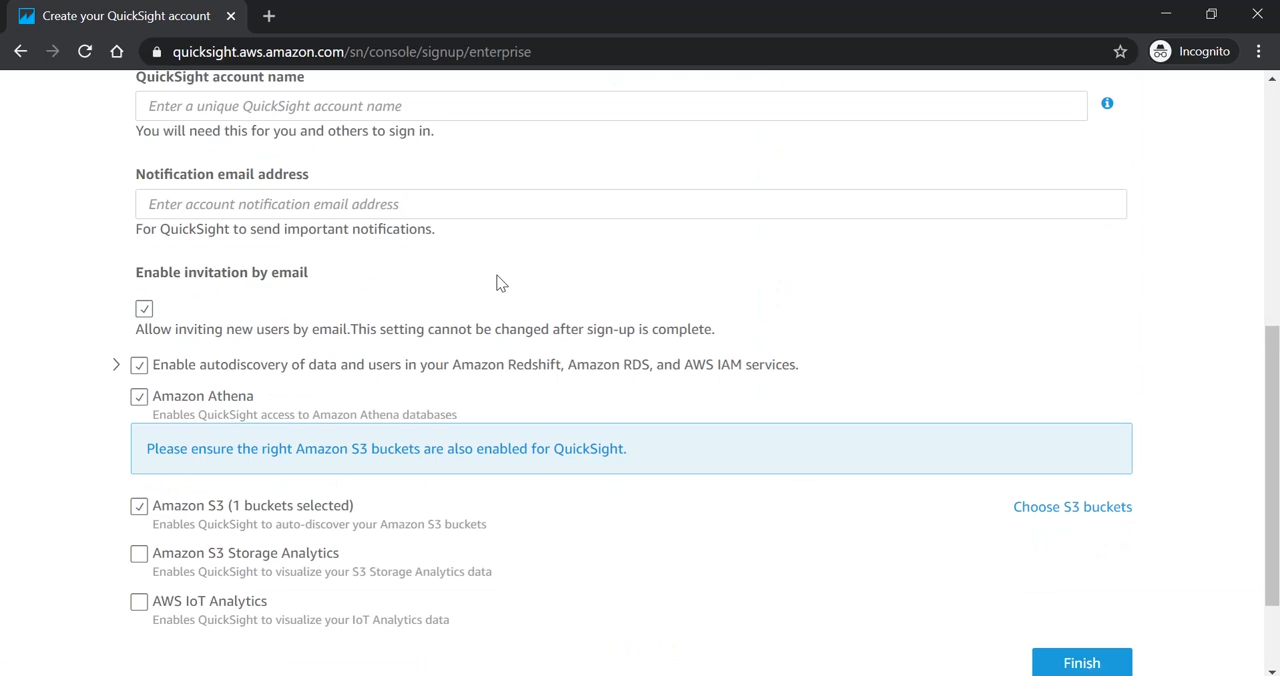 Create your QuickSight account
quicksight.aws.amazon.com/sn/console/signup/enterprise
Incognito
QuickSight account name
Enter a unique QuickSight account name
You will need this for you and others to sign in.
Notification email address
Enter account notification email address
For QuickSight to send important notifications.
Enable invitation by email
Allow inviting new users by email.This setting cannot be changed after sign-up is complete.
Enable autodiscovery of data and users in your Amazon Redshift, Amazon RDS, and AWS IAM services.
Amazon Athena
Enables QuickSight access to Amazon Athena databases
Please ensure the right Amazon S3 buckets are also enabled for QuickSight.
Amazon S3 (1 buckets selected)
Choose S3 buckets
Enables QuickSight to auto-discover your Amazon S3 buckets
Amazon S3 Storage Analytics
Enables QuickSight to visualize your S3 Storage Analytics data
AWS IoT Analytics
Enables QuickSight to visualize your IoT Analytics data
Finish